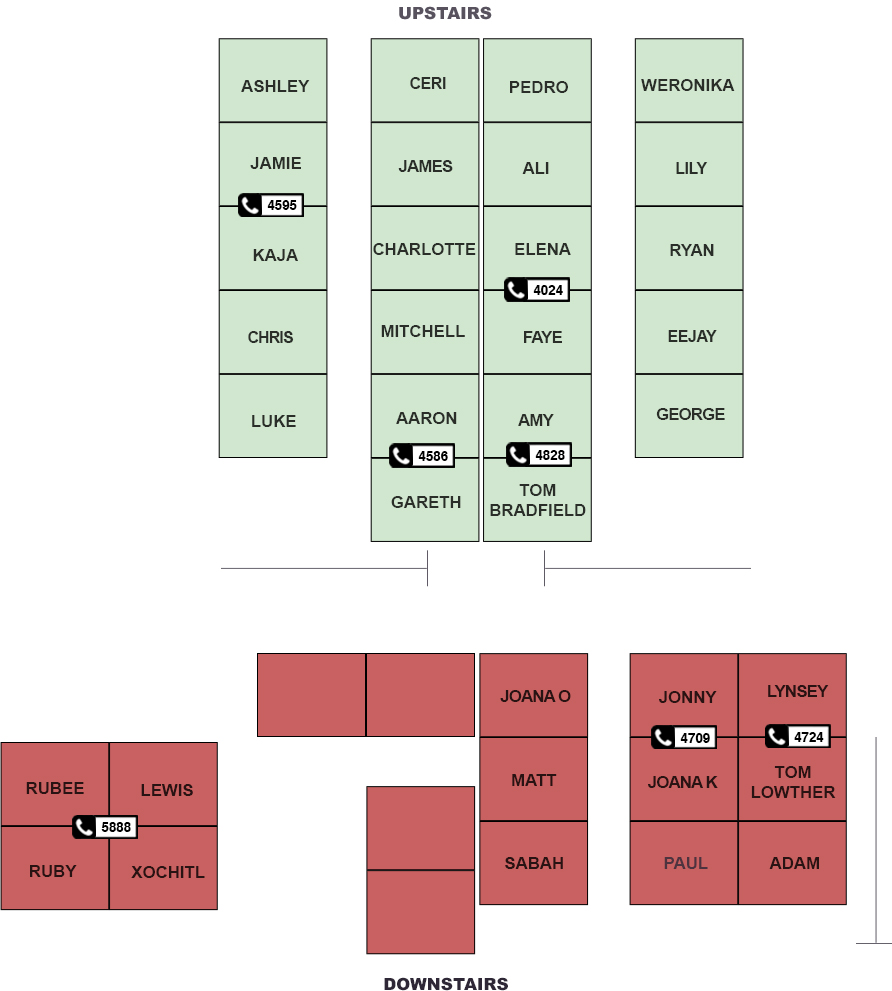 UPSTAIRS
ASHLEY
CERI
PEDRO
WERONIKA
JAMIE
JAMES
ALI
LILY
4595
KAJA
CHARLOTTE
ELENA
RYAN
4024
CHRIS
MITCHELL
FAYE
EEJAY
LUKE
AARON
AMY
GEORGE
4586
4828
GARETH
TOM
BRADFIELD
JOANA O
JONNY
LYNSEY
4709
4724
RUBEE
LEWIS
MATT
JOANA K
TOM
LOWTHER
5888
RUBY
XOCHITL
SABAH
PAUL
ADAM
DOWNSTAIRS